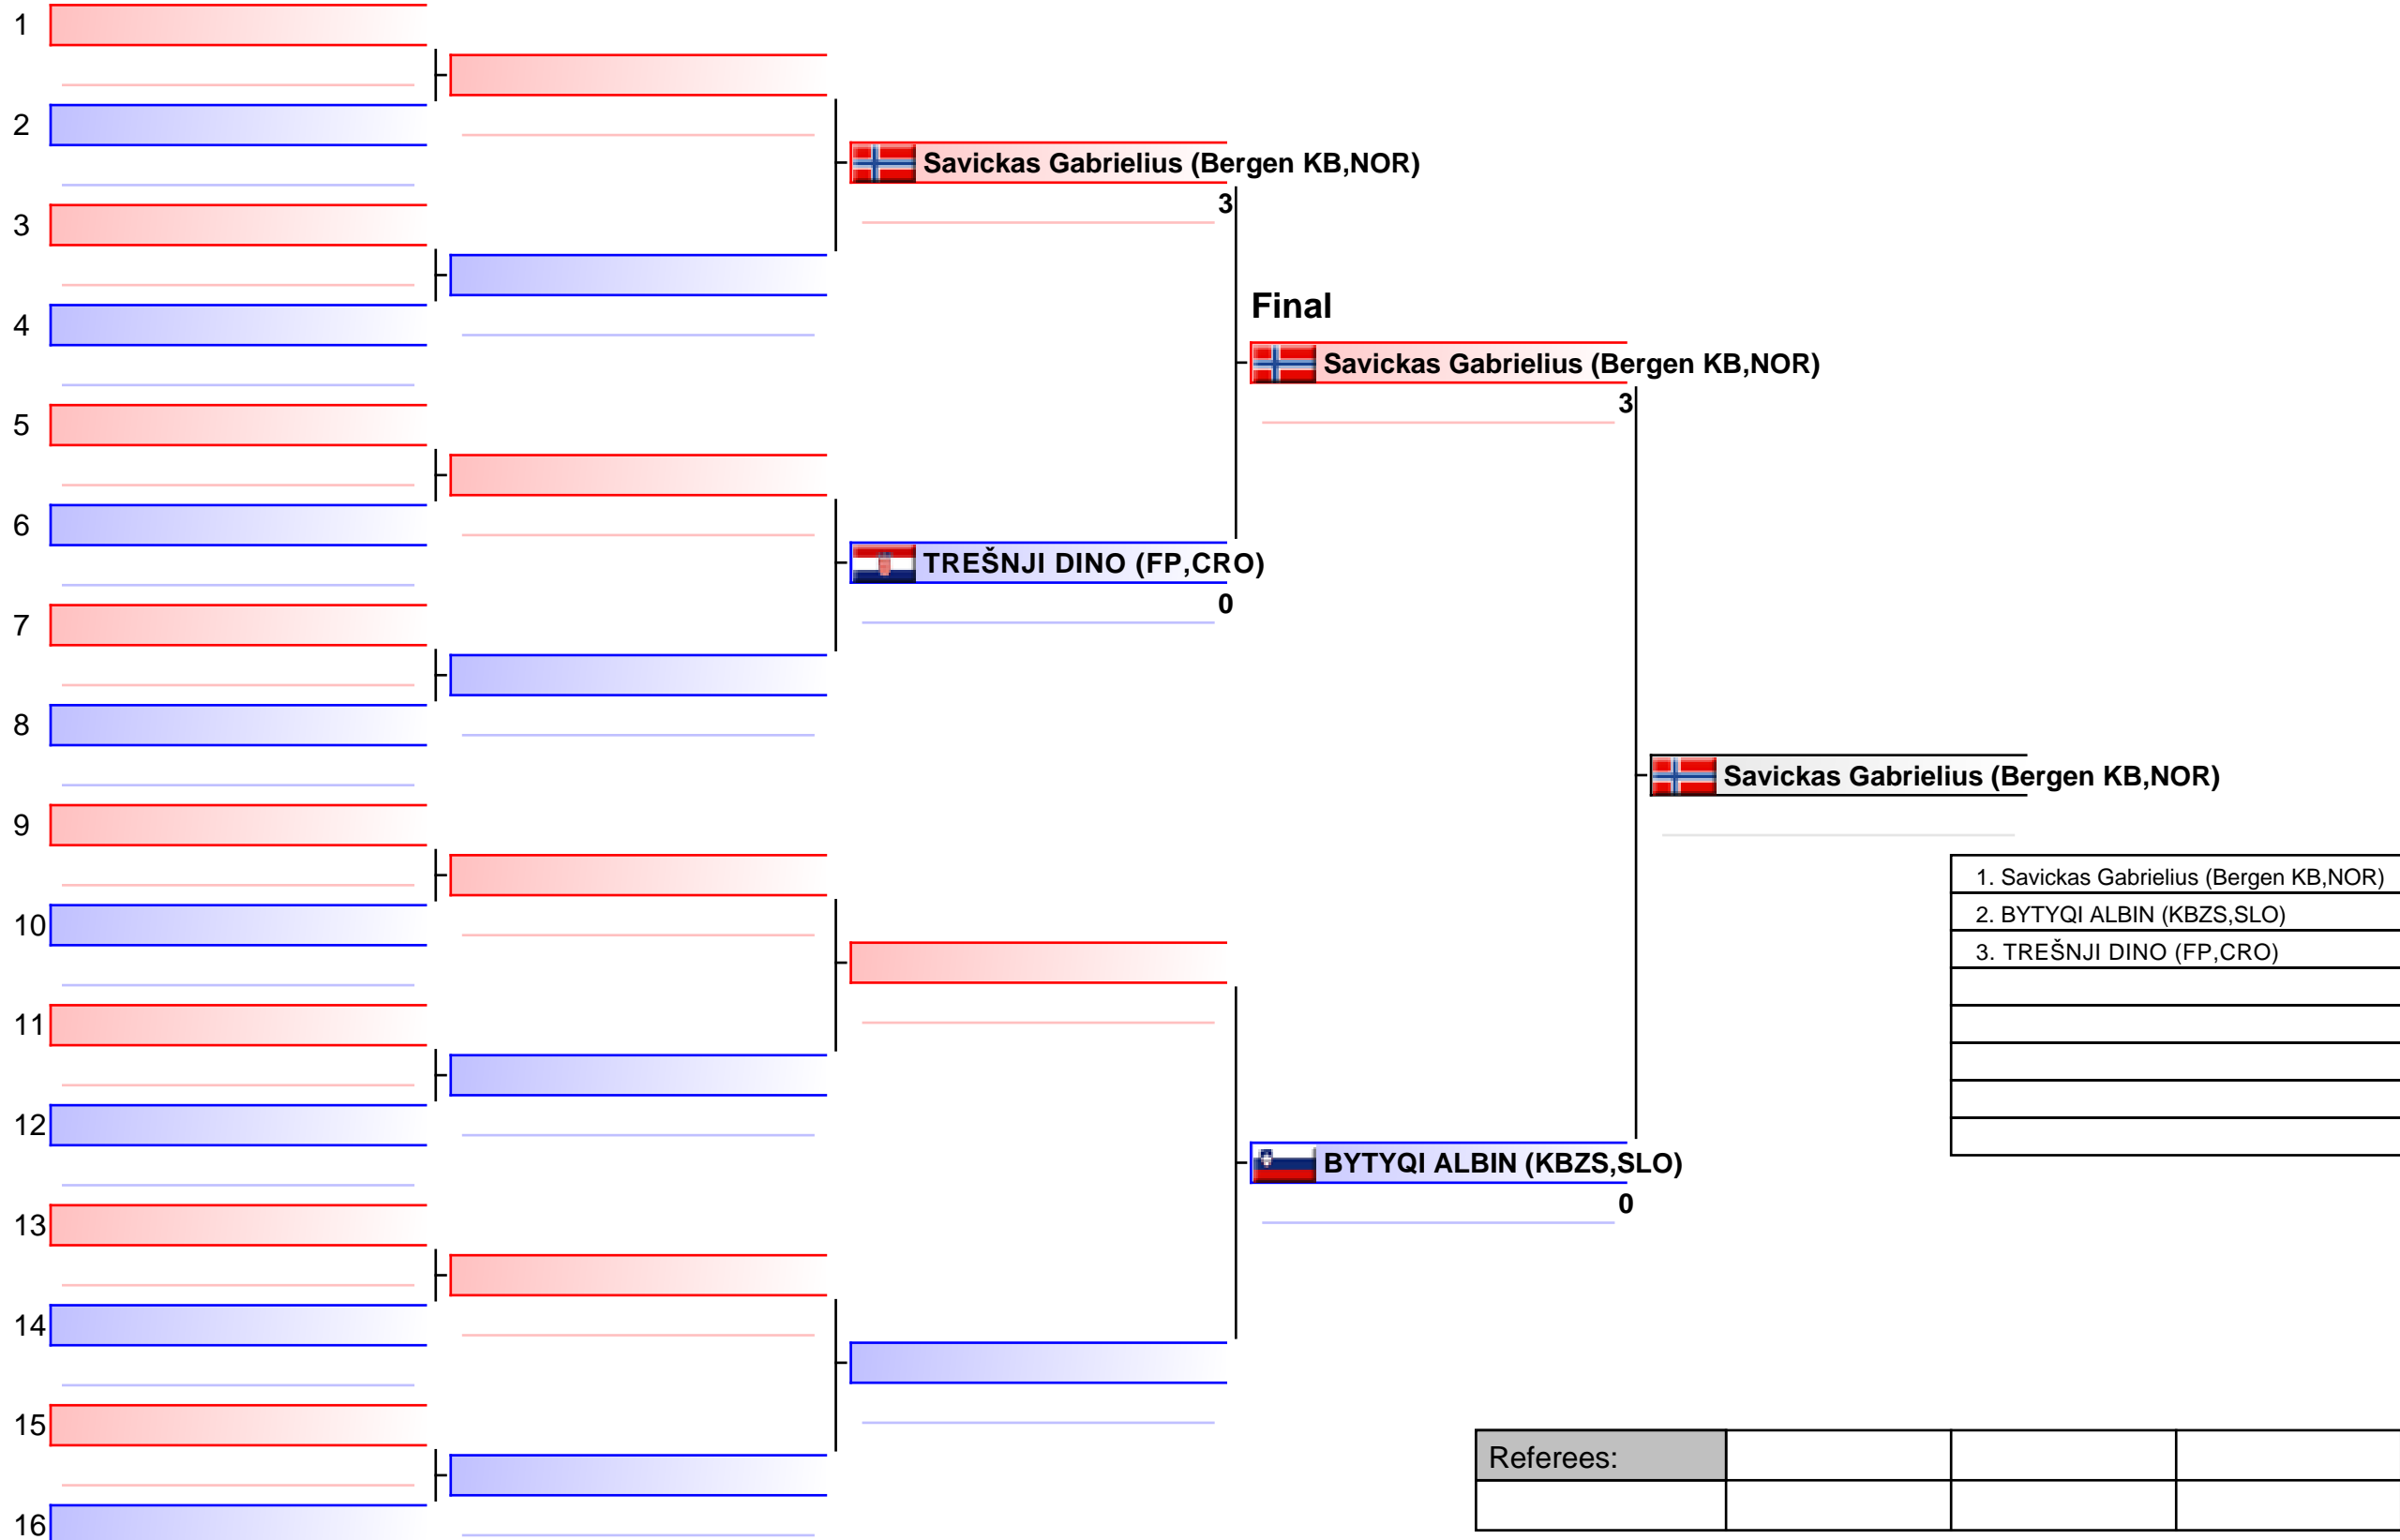 1
2
Savickas Gabrielius (Bergen KB,NOR)
3
3
4
Final
Savickas Gabrielius (Bergen KB,NOR)
3
5
6
TREŠNJI DINO (FP,CRO)
0
7
8
Savickas Gabrielius (Bergen KB,NOR)
9
1. Savickas Gabrielius (Bergen KB,NOR)
2. BYTYQI ALBIN (KBZS,SLO)
3. TREŠNJI DINO (FP,CRO)
10
11
12
BYTYQI ALBIN (KBZS,SLO)
0
13
14
15
Referees:
16